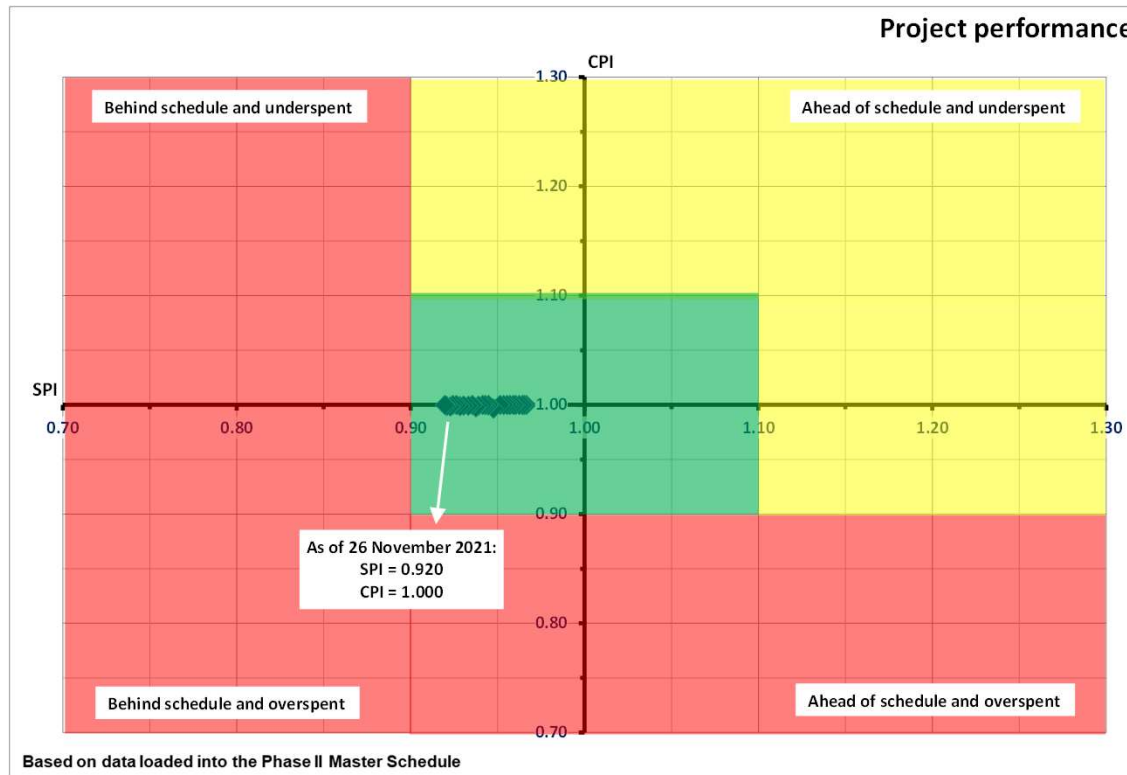 Project performance
CPI
1.30
Behind schedule and underspent
Ahead of schedule and underspent
1.20
1.10
SPI
1.00
0.70
0.80
0.90
1.00
1.10
1.20
1.30
0.90
As of 26 November 2021:
SPI = 0.920
CPI = 1.000
0.80
Behind schedule and overspent
Ahead of schedule and overspent
0.70
Based on data loaded into the Phase II Master Schedule